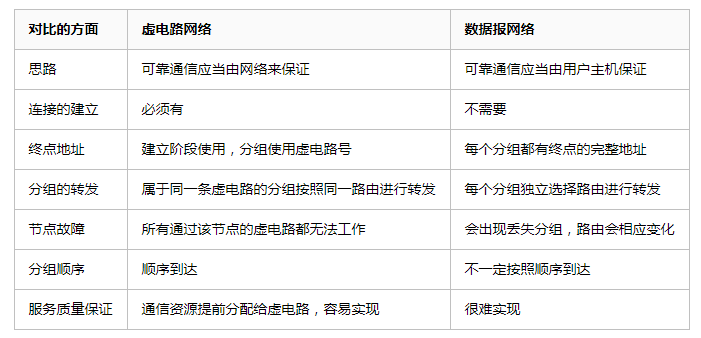 对比的方面 虚电路网络 数据报网络
思路 可靠通信应当由网络来保证 可靠通信应当由用户主机保证
连接的建立 必须有 不需要
终点地址 建立阶段使用，分组使用虚电路号 每个分组都有终点的完整地址
分组的转发 属于同一条虚电路的分组按照同一路由进行转发 每个分组独立选择路由进行转发
节点故障 所有通过该节点的虚电路都无法工作 会出现丢失分组，路由会相应变化
分组顺序 顺序到达 不一定按照顺序到达
服务质量保证 通信资源提前分配给虚电路，容易实现 很难实现